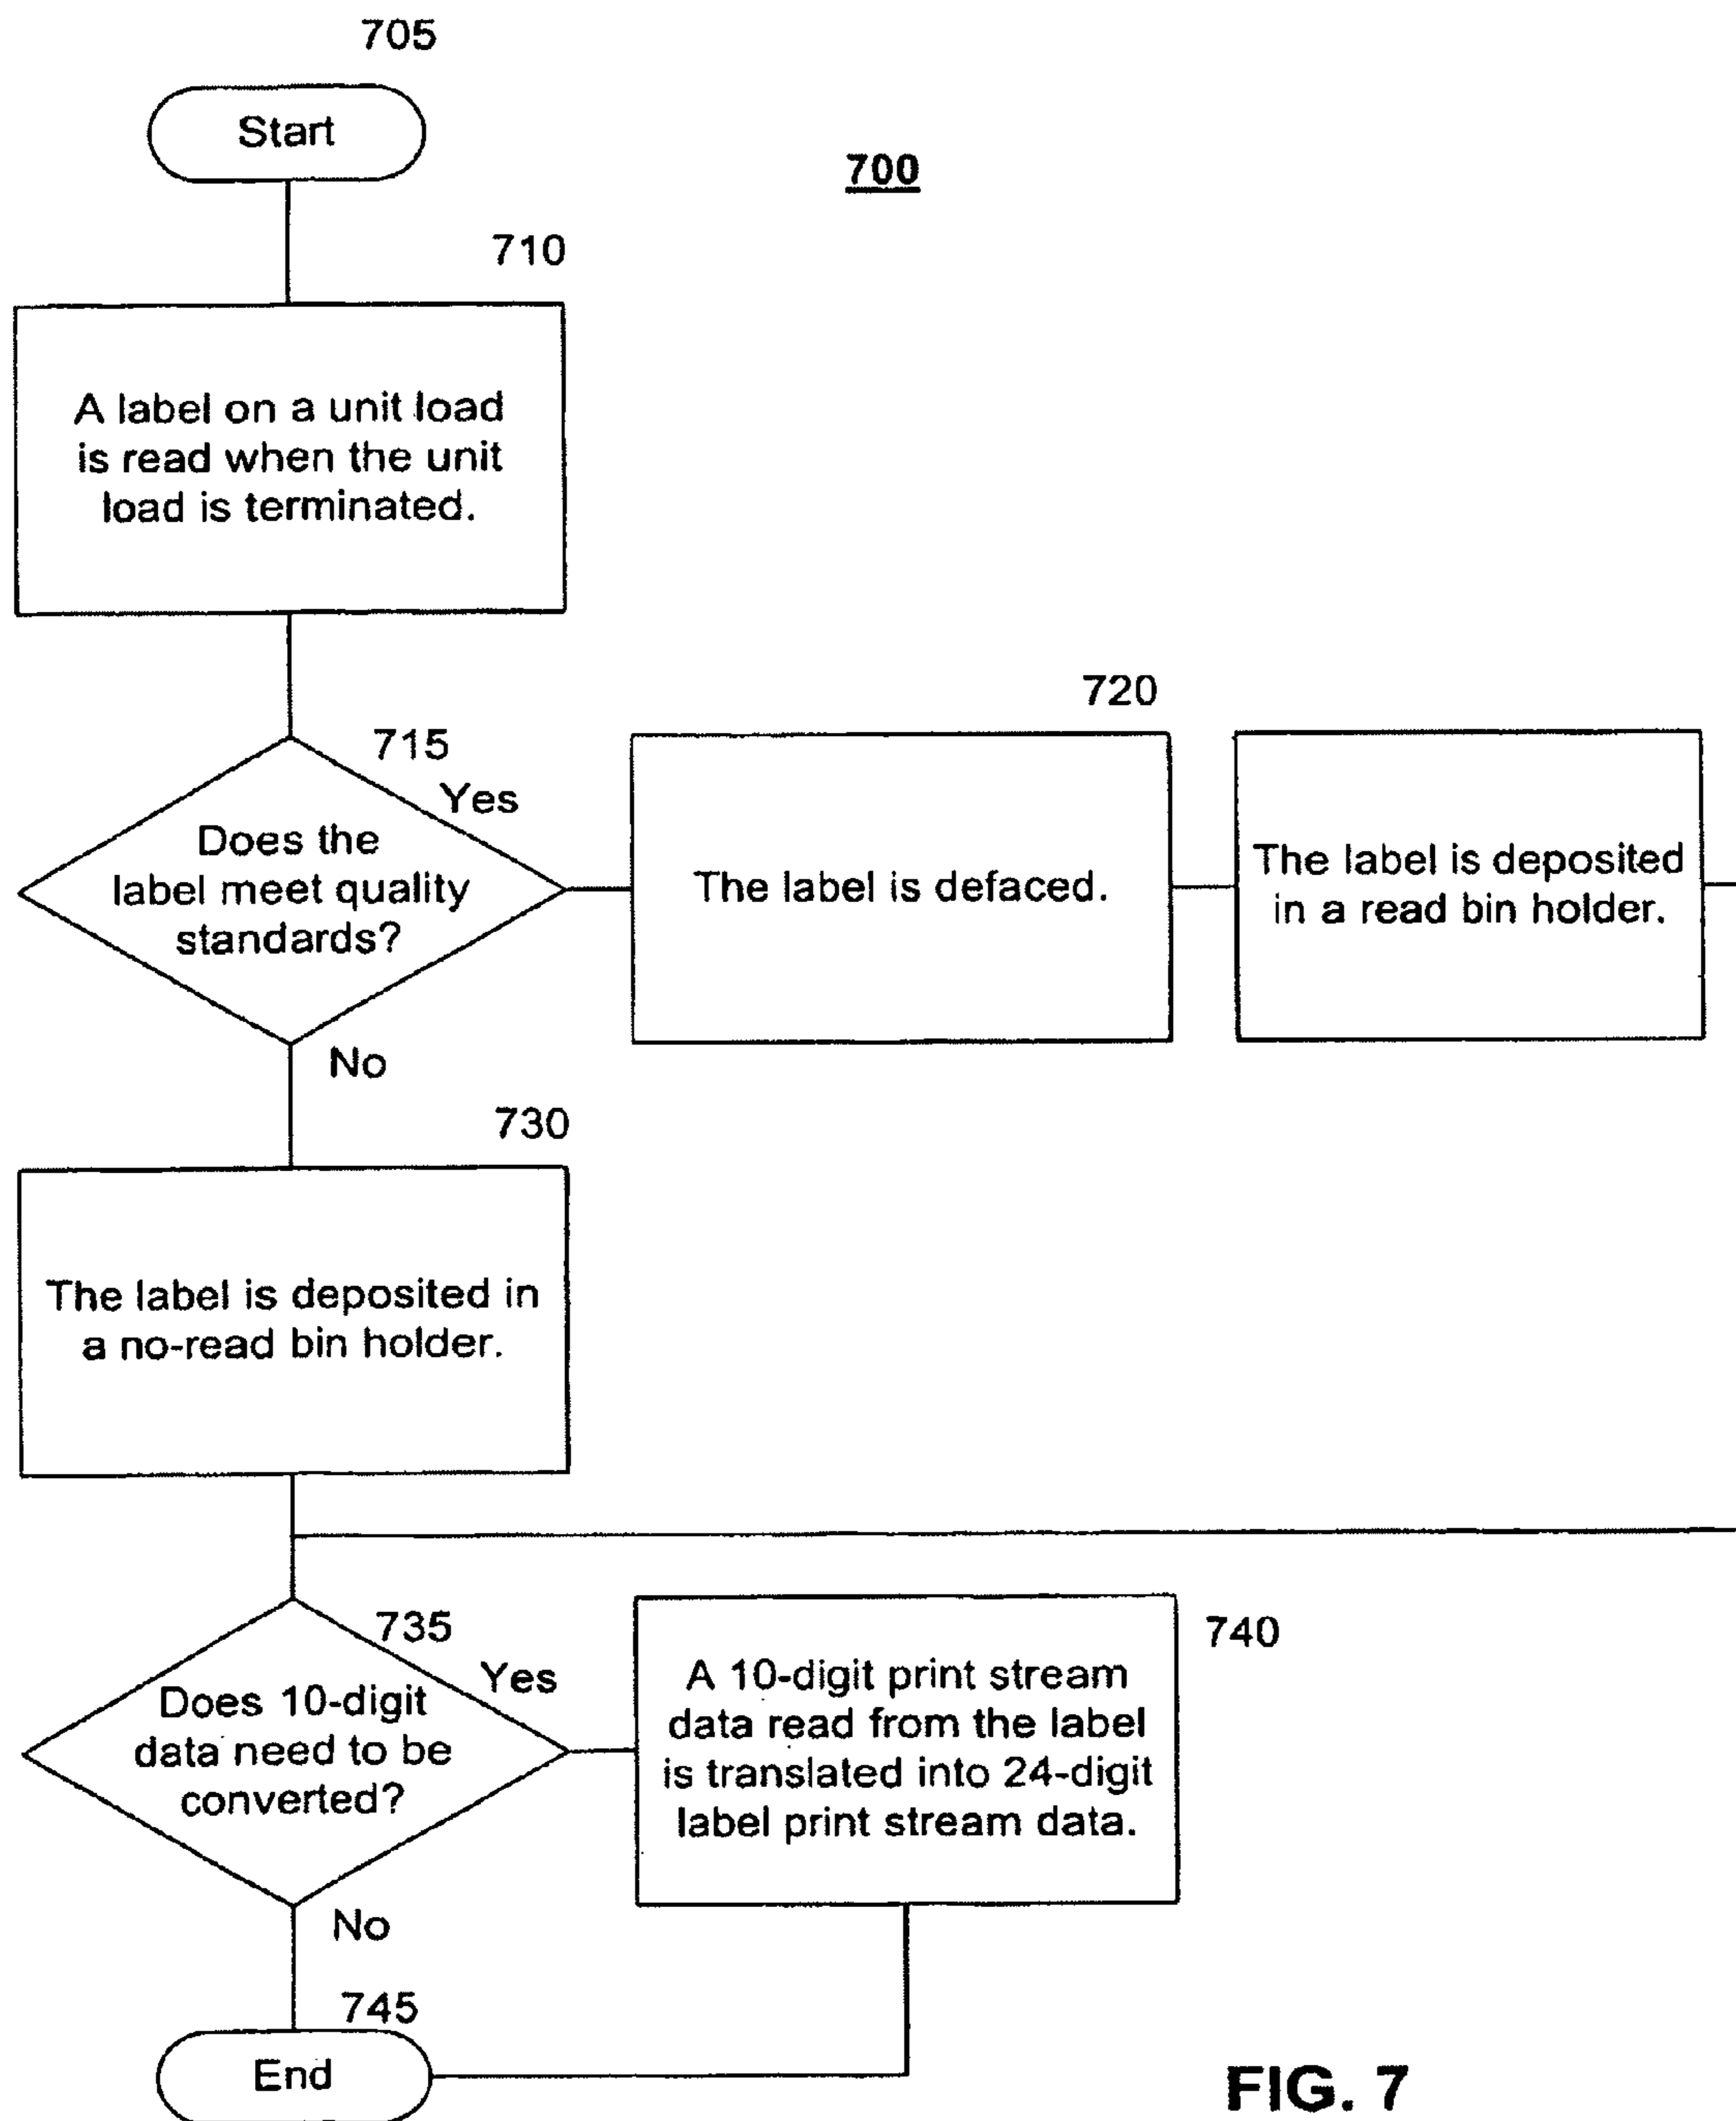 705
Start
700
710
A label on a unit load
is read when the unit
load is terminated.
715
Yes
Does the
label meet quality
standards?
No
720
The label is defaced.
The label is deposited
in a read bin holder.
730
The label is deposited in
a no-read bin holder.
735
Yes
Does 10-digit
data need to be
converted?
No
740
A 10-digit print stream
data read from the label
is translated into 24-digit
label print stream data.
745
End
FIG. 7